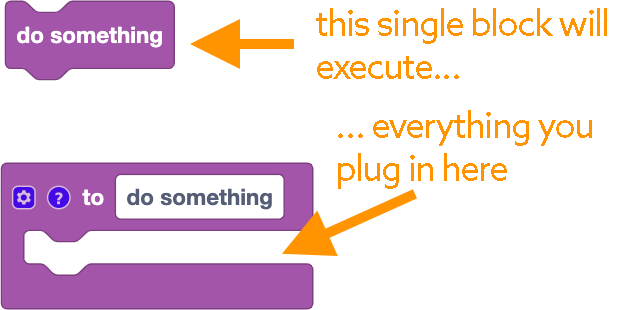 do something
this single block will
execute...
... everything you
plug in here
? to do something